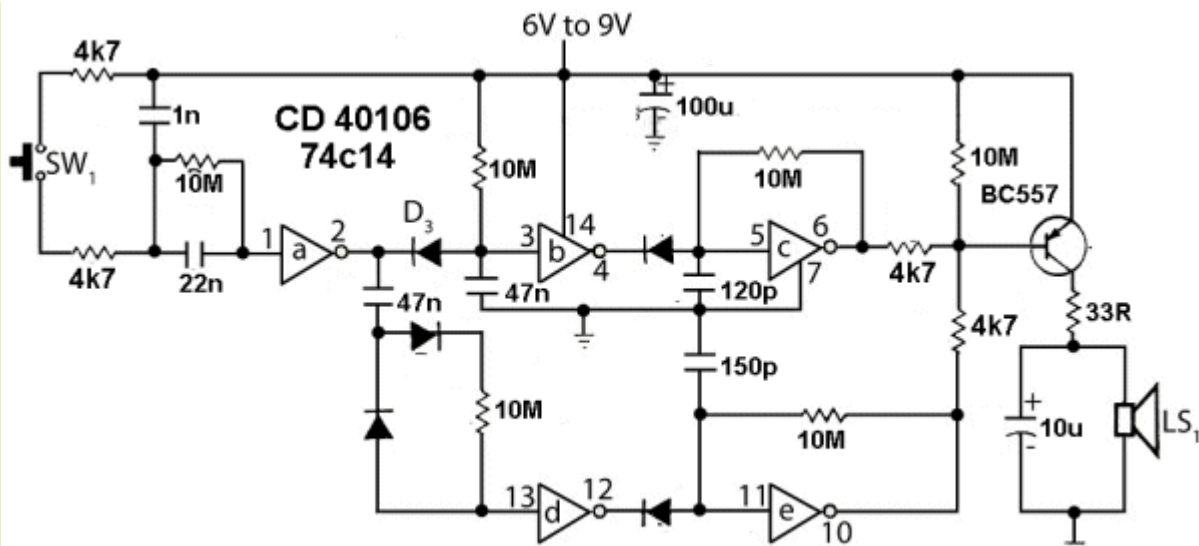 6V to 9V
4k7
1n
CD 40106
74c14
100u
SW1
10M
10M
10M
10M
BC557
D3
1
a
2
3
b
14
4
5
c
6
7
4k7
22n
47n
47n
120p
4k7
33R
4k7
150p
10M
10M
+
10u
-
LS1
13
d
12
11
e
10